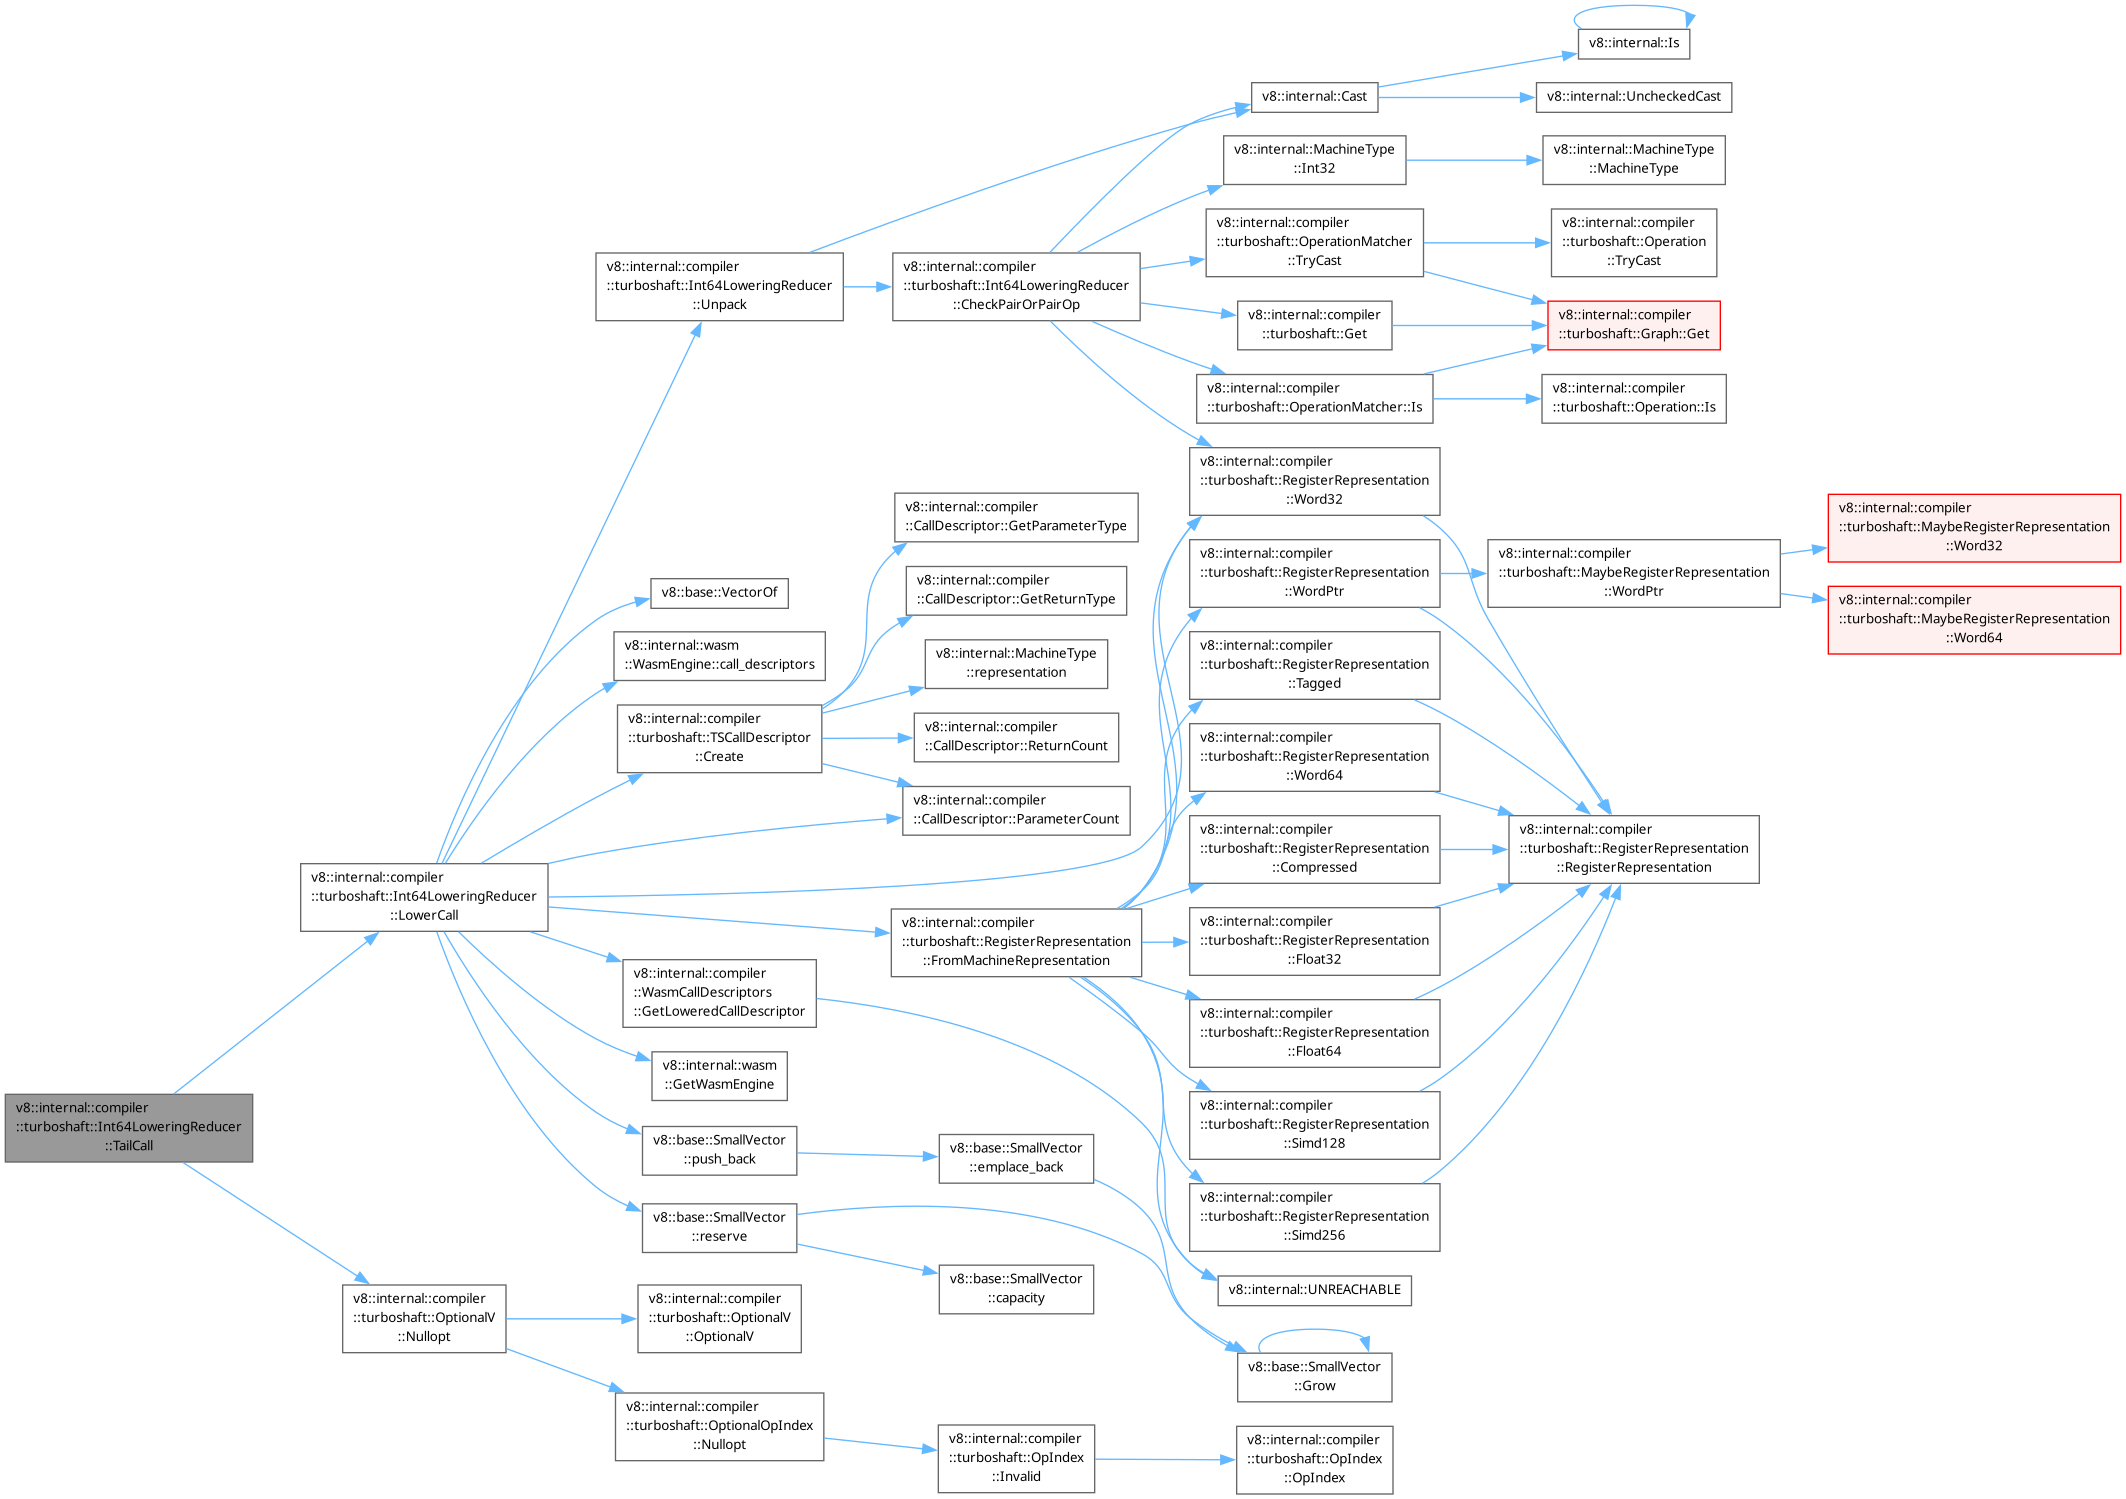 v8::internal::Is
v8::internal::Cast
v8::internal::UncheckedCast
v8::internal::MachineType
::Int32
v8::internal::MachineType
::MachineType
v8::internal::compiler
::turboshaft::OperationMatcher
::TryCast
v8::internal::compiler
::turboshaft::Operation
::TryCast
v8::internal::compiler
::turboshaft::Int64LoweringReducer
::Unpack
v8::internal::compiler
::turboshaft::Int64LoweringReducer
::CheckPairOrPairOp
v8::internal::compiler
::turboshaft::Get
v8::internal::compiler
::turboshaft::Graph::Get
v8::internal::compiler
::turboshaft::OperationMatcher::Is
v8::internal::compiler
::turboshaft::Operation::Is
v8::internal::compiler
::turboshaft::RegisterRepresentation
::Word32
v8::internal::compiler
::CallDescriptor::GetParameterType
v8::internal::compiler
::turboshaft::MaybeRegisterRepresentation
::Word32
v8::internal::compiler
::turboshaft::RegisterRepresentation
::WordPtr
v8::internal::compiler
::turboshaft::MaybeRegisterRepresentation
::WordPtr
v8::base::VectorOf
v8::internal::compiler
::CallDescriptor::GetReturnType
v8::internal::compiler
::turboshaft::MaybeRegisterRepresentation
::Word64
v8::internal::wasm
::WasmEngine::call_descriptors
v8::internal::MachineType
::representation
v8::internal::compiler
::turboshaft::RegisterRepresentation
::Tagged
v8::internal::compiler
::turboshaft::TSCallDescriptor
::Create
v8::internal::compiler
::CallDescriptor::ReturnCount
v8::internal::compiler
::turboshaft::RegisterRepresentation
::Word64
v8::internal::compiler
::CallDescriptor::ParameterCount
v8::internal::compiler
::turboshaft::RegisterRepresentation
::Compressed
v8::internal::compiler
::turboshaft::RegisterRepresentation
::RegisterRepresentation
v8::internal::compiler
::turboshaft::Int64LoweringReducer
::LowerCall
v8::internal::compiler
::turboshaft::RegisterRepresentation
::FromMachineRepresentation
v8::internal::compiler
::turboshaft::RegisterRepresentation
::Float32
v8::internal::compiler
::WasmCallDescriptors
::GetLoweredCallDescriptor
v8::internal::compiler
::turboshaft::RegisterRepresentation
::Float64
v8::internal::wasm
::GetWasmEngine
v8::internal::compiler
::turboshaft::Int64LoweringReducer
::TailCall
v8::internal::compiler
::turboshaft::RegisterRepresentation
::Simd128
v8::base::SmallVector
::push_back
v8::base::SmallVector
::emplace_back
v8::base::SmallVector
::reserve
v8::internal::compiler
::turboshaft::RegisterRepresentation
::Simd256
v8::base::SmallVector
::capacity
v8::internal::UNREACHABLE
v8::internal::compiler
::turboshaft::OptionalV
::Nullopt
v8::internal::compiler
::turboshaft::OptionalV
::OptionalV
v8::base::SmallVector
::Grow
v8::internal::compiler
::turboshaft::OptionalOpIndex
::Nullopt
v8::internal::compiler
::turboshaft::OpIndex
::Invalid
v8::internal::compiler
::turboshaft::OpIndex
::OpIndex